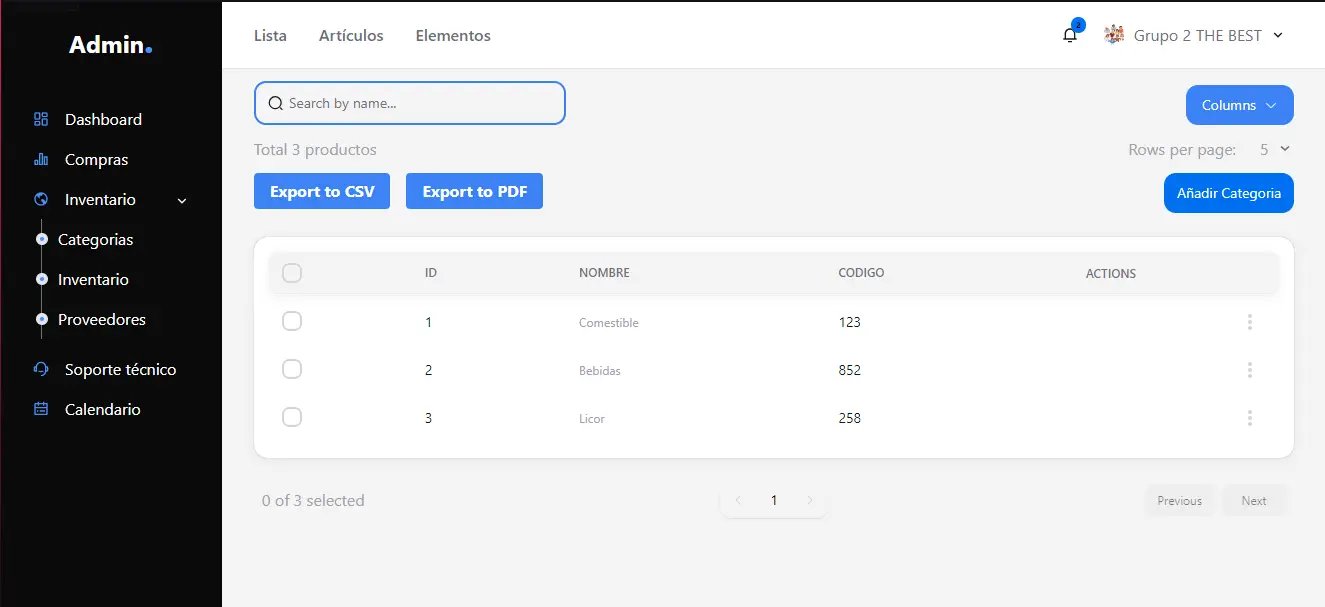 Admin.
Dashboard
Compras
Inventario
Categorias
Inventario
Proveedores
Soporte técnico
Calendario
Lista Artículos Elementos
2
Grupo 2 THE BEST
Search by name...
Columns
Total 3 productos
Rows per page: 5
Export to CSV Export to PDF
Añadir Categoria
ID NOMBRE CODIGO ACTIONS
1 Comestible 123
2 Bebidas 852
3 Licor 258
0 of 3 selected
1
Previous Next